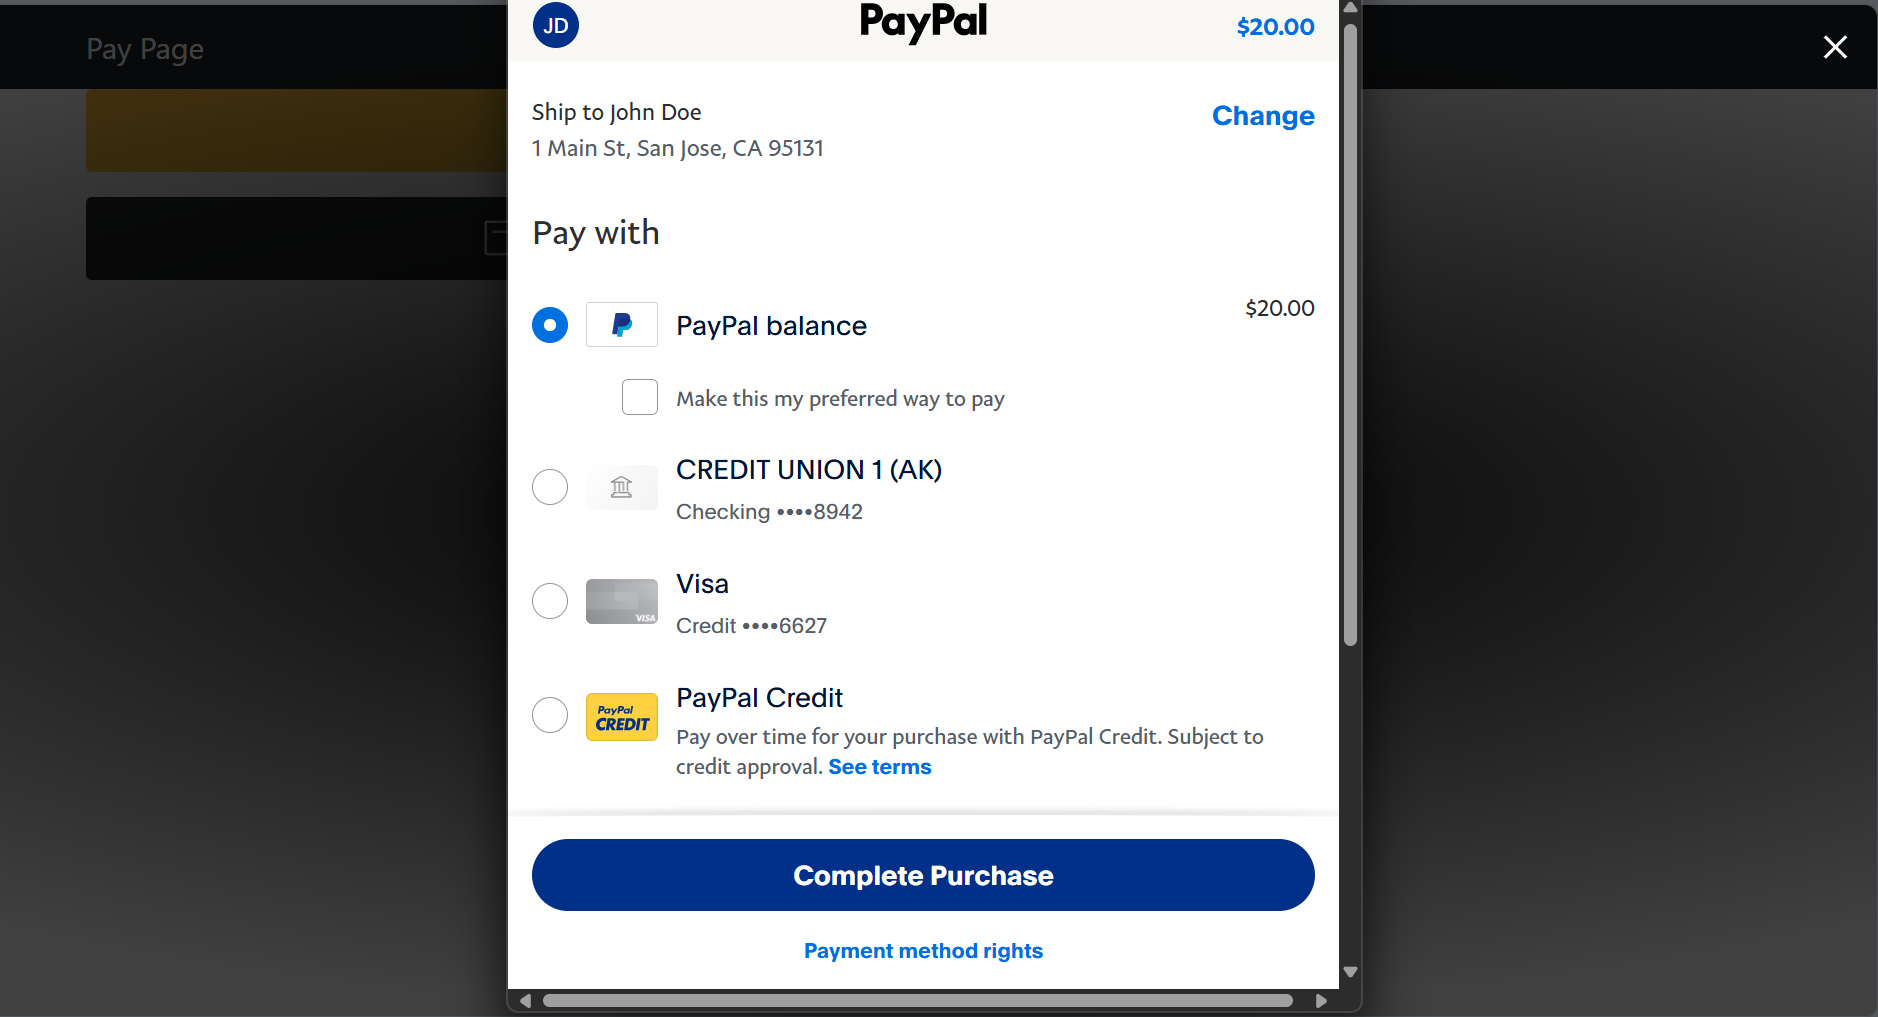 Pay Page
JD
PayPal
$20.00
Ship to John Doe
Change
1 Main St, San Jose, CA 95131
Pay with
PayPal balance
$20.00
Make this my preferred way to pay
CREDIT UNION 1 (AK)
Checking ••••8942
VISA
Visa
Credit ••••6627
PayPal
CREDIT
PayPal Credit
Pay over time for your purchase with PayPal Credit. Subject to
credit approval. See terms
Complete Purchase
Payment method rights